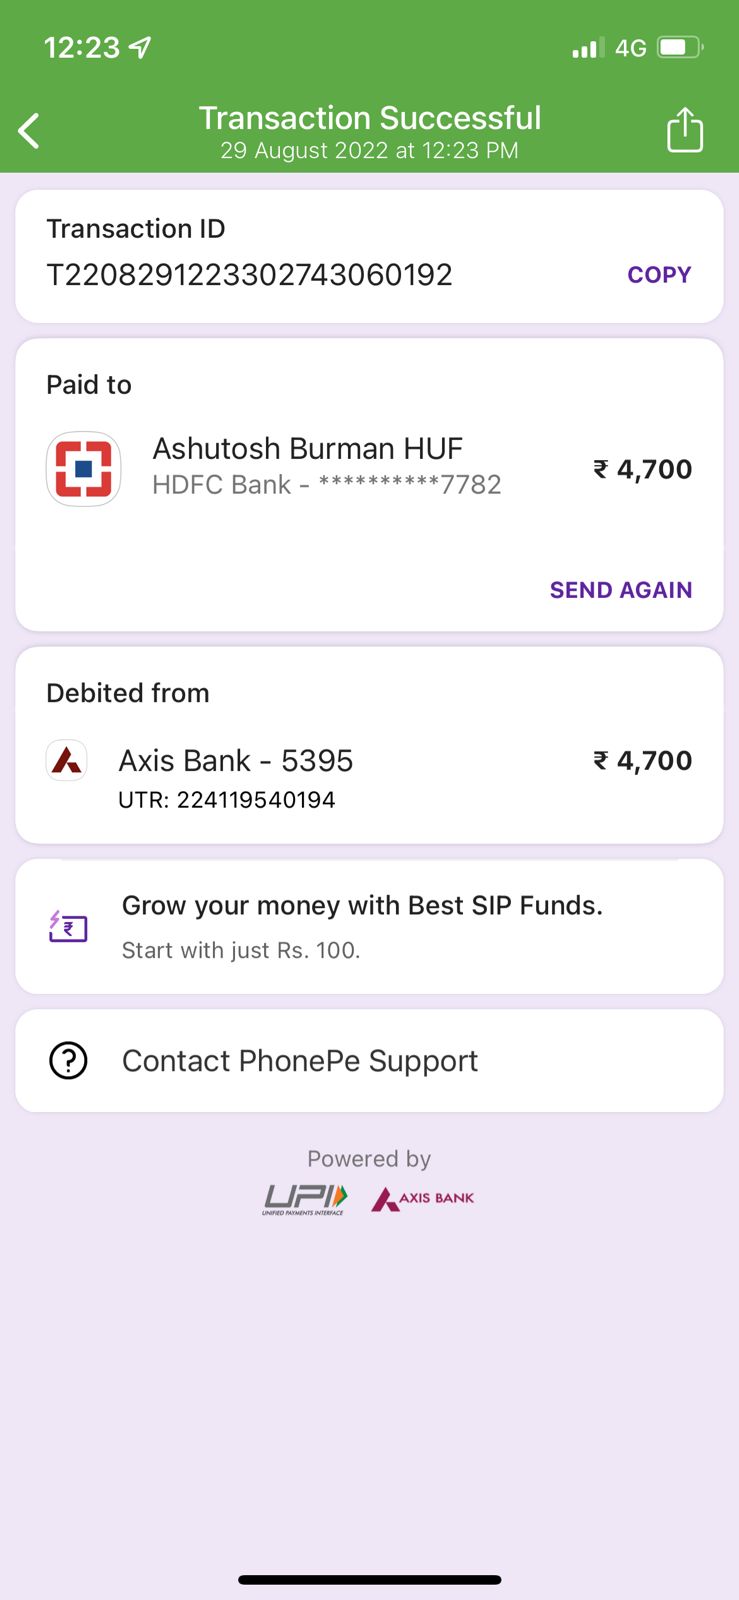 12:23
4G
Transaction Successful
29 August 2022 at 12:23 PM
Transaction ID
T2208291223302743060192
COPY
Paid to
Ashutosh Burman HUF
HDFC Bank - **********7782
₹ 4,700
SEND AGAIN
Debited from
Axis Bank - 5395
₹ 4,700
UTR: 224119540194
Grow your money with Best SIP Funds.
Start with just Rs. 100.
Contact PhonePe Support
Powered by
UPI
UNIFIED PAYMENTS INTERFACE
AXIS BANK